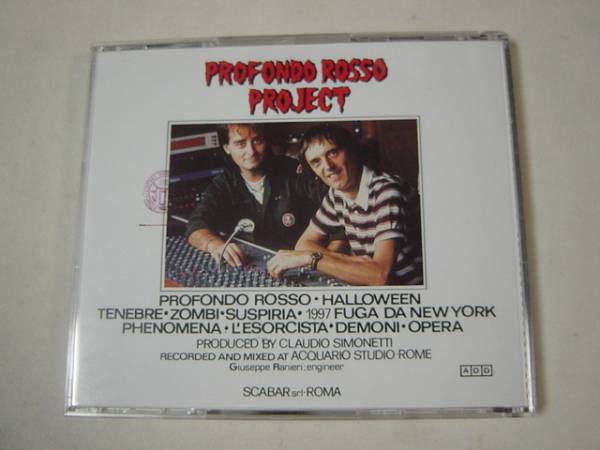 PROFONDO ROSSO
PROJECT
PROFONDO ROSSO • HALLOWEEN
TENEBRE • ZOMBI • SUSPIRIA • 1997 FUGA DA NEW YORK
PHENOMENA • L'ESORCISTA • DEMONI • OPERA
PRODUCED BY CLAUDIO SIMONETTI
RECORDED AND MIXED AT ACQUARIO STUDIO • ROME
Giuseppe Ranieri; engineer
A D D
SCABAR srl • ROMA